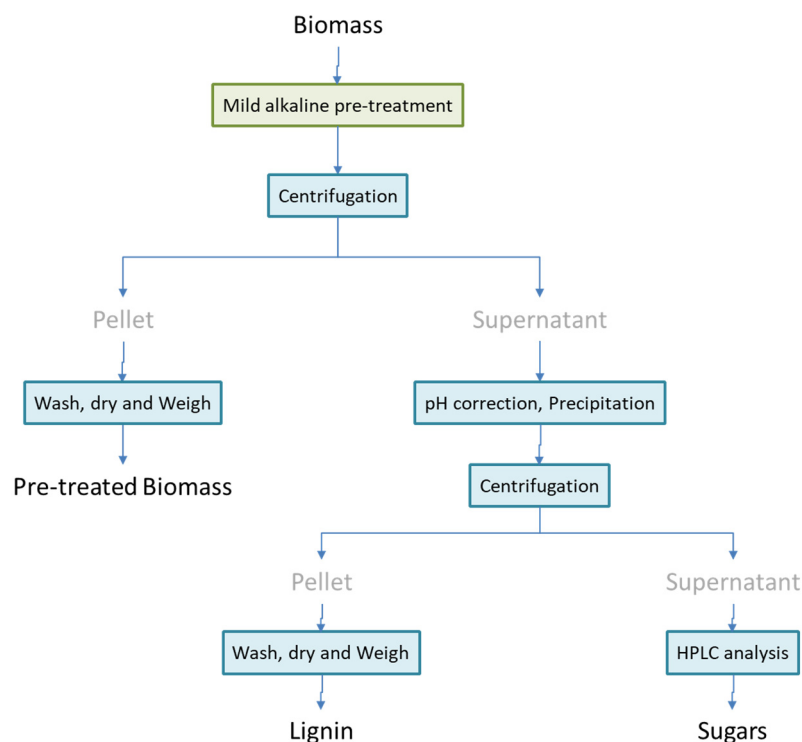 Biomass
Mild alkaline pre-treatment
Centrifugation
Pellet
Supernatant
Wash, dry and Weigh
pH correction, Precipitation
Pre-treated Biomass
Centrifugation
Pellet
Supernatant
Wash, dry and Weigh
HPLC analysis
Lignin
Sugars